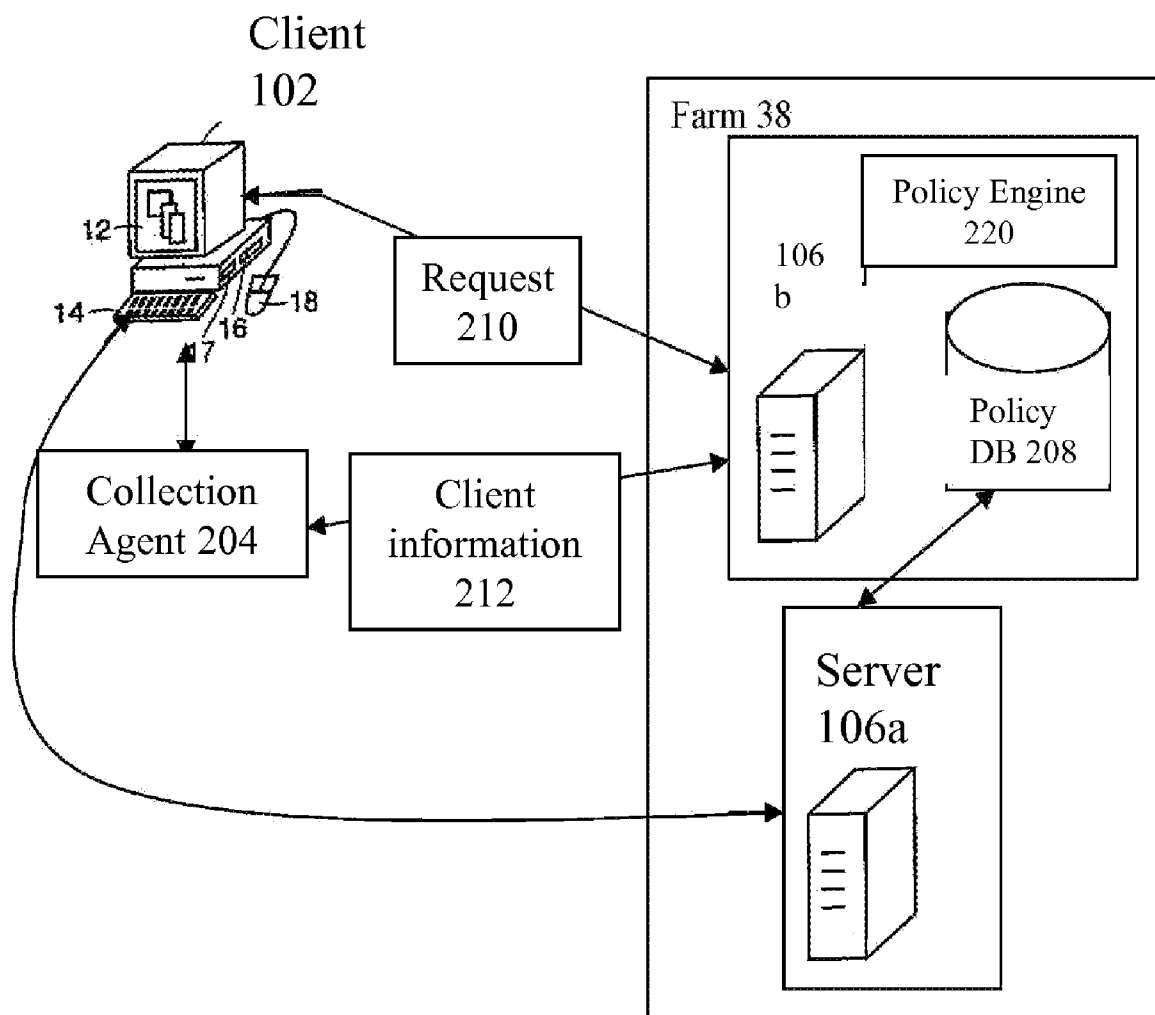 Client
102
12
14
16
17
18
Request
210
Collection
Agent 204
Client
information
212
Farm 38
Policy Engine
220
106
b
Policy
DB 208
Server
106a